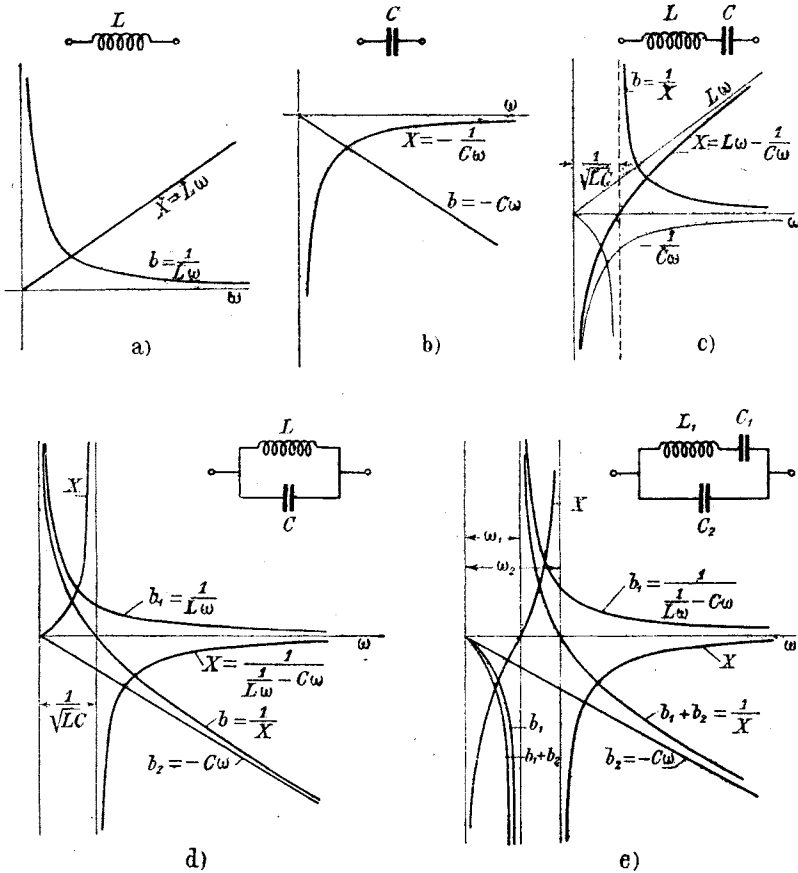 L
X=Lω
b=1/Lω
ω
a)
C
ω
X=-1/Cω
b=-Cω
b)
L C
b=1/X
Lω
X=Lω-1/Cω
1/√LC
ω
-1/Cω
c)
L
C
X
b₁=1/Lω
ω
X=1/(1/Lω-Cω)
1/√LC
b=1/X
b₂=-Cω
d)
L₁ C₁
C₂
X
ω₁
ω₂
b₁=1/(1/Lω-Cω)
ω
X
b₁+b₂=1/X
b₁
b₁+b₂
b₂=-Cω
e)